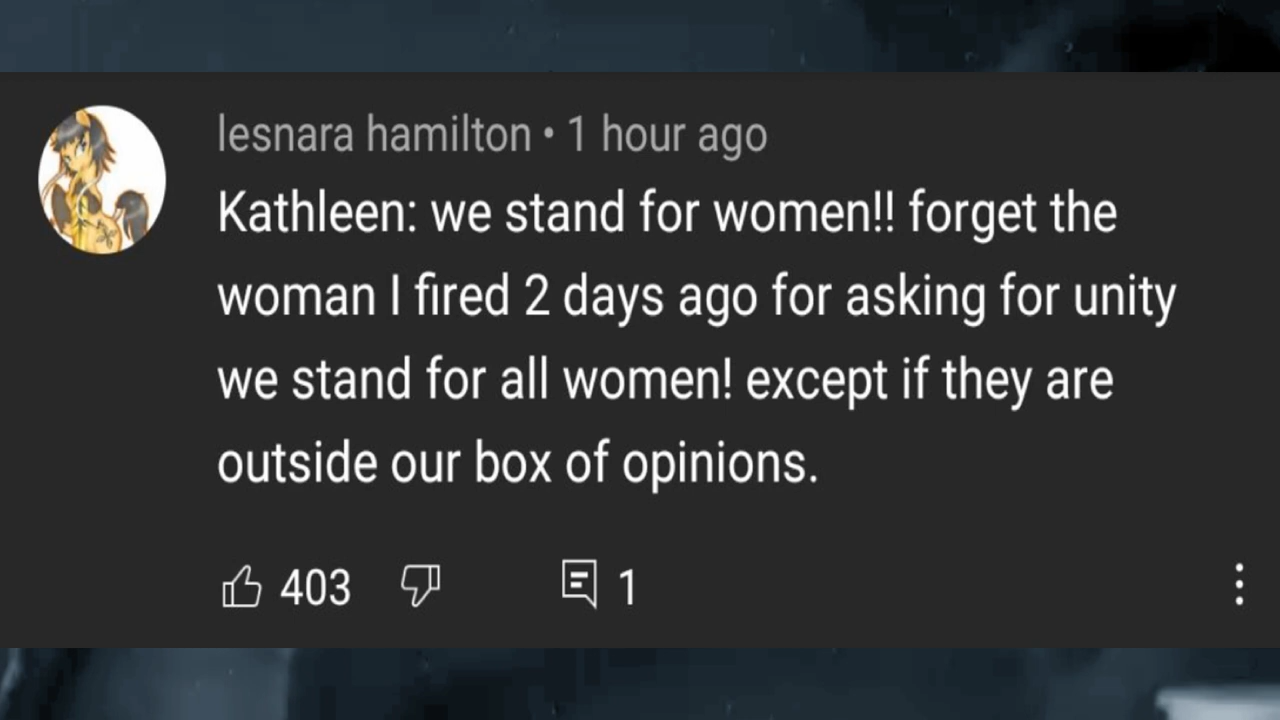 lesnara hamilton • 1 hour ago
Kathleen: we stand for women!! forget the
woman I fired 2 days ago for asking for unity
we stand for all women! except if they are
outside our box of opinions.
403 1